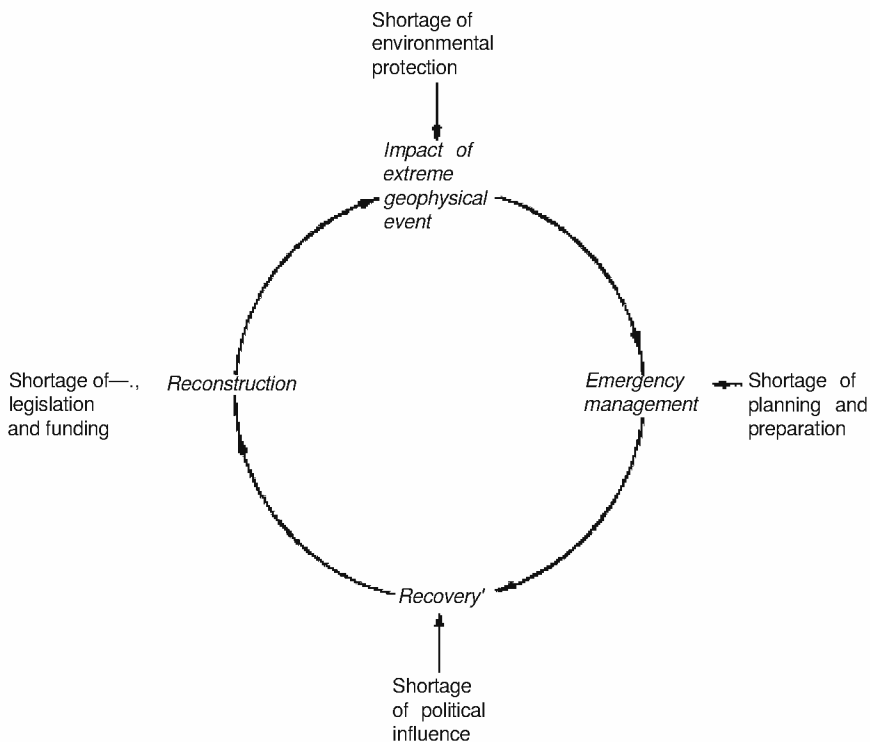 Shortage of
environmental
protection
Impact of
extreme
geophysical
event
Shortage of—.,
legislation
and funding
Reconstruction
Emergency
management
Shortage of
planning and
preparation
Recovery'
Shortage
of political
influence